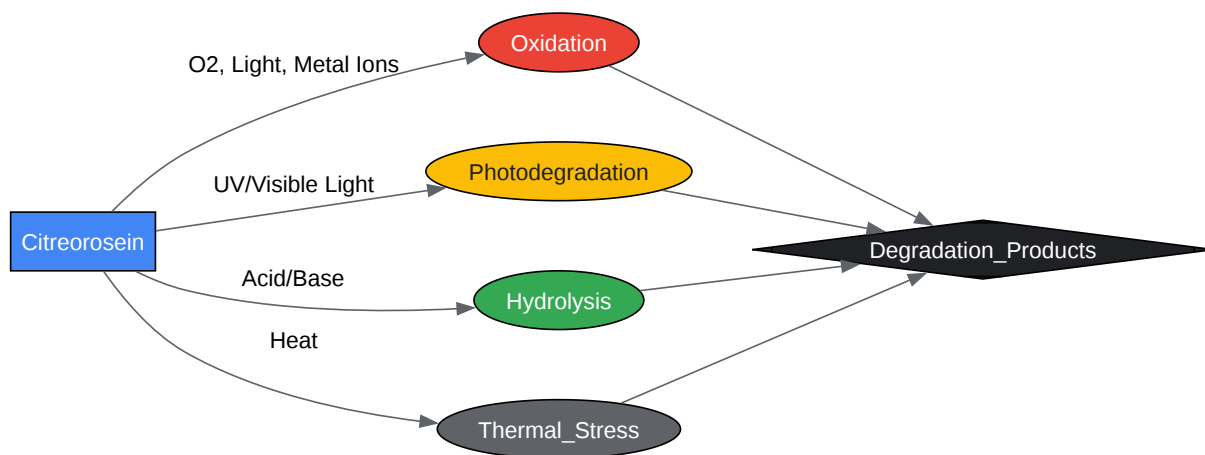 Oxidation
O2, Light, Metal Ions
Photodegradation
UV/Visible Light
Citreorosein
Degradation_Products
Acid/Base
Hydrolysis
Heat
Thermal_Stress